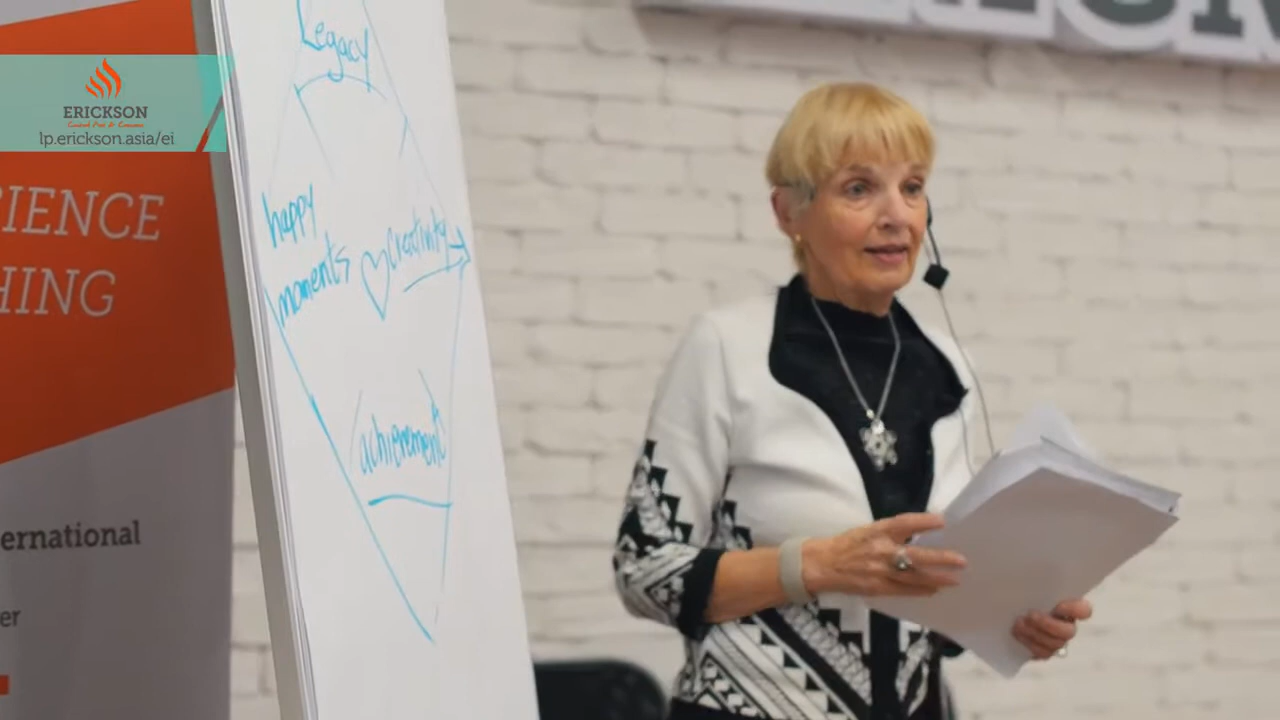 Legacy
ERICKSON
lp.erickson.asia/ei
IENCE
HING
happy
moments
creativity
achievement
ernational
er